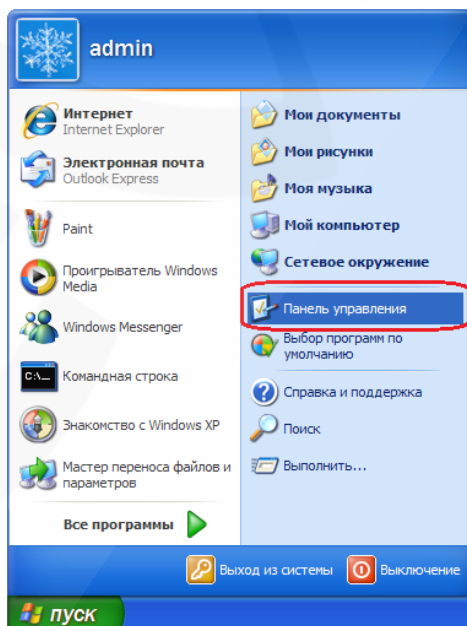 admin
Интернет
Internet Explorer
Электронная почта
Outlook Express
Paint
Проигрыватель Windows
Media
Windows Messenger
C:\_
Командная строка
Знакомство с Windows XP
Мастер переноса файлов и
параметров
Все программы
Мои документы
Мои рисунки
Моя музыка
Мой компьютер
Сетевое окружение
Панель управления
Выбор программ по
умолчанию
Справка и поддержка
Поиск
Выполнить...
Выход из системы
Выключение
пуск